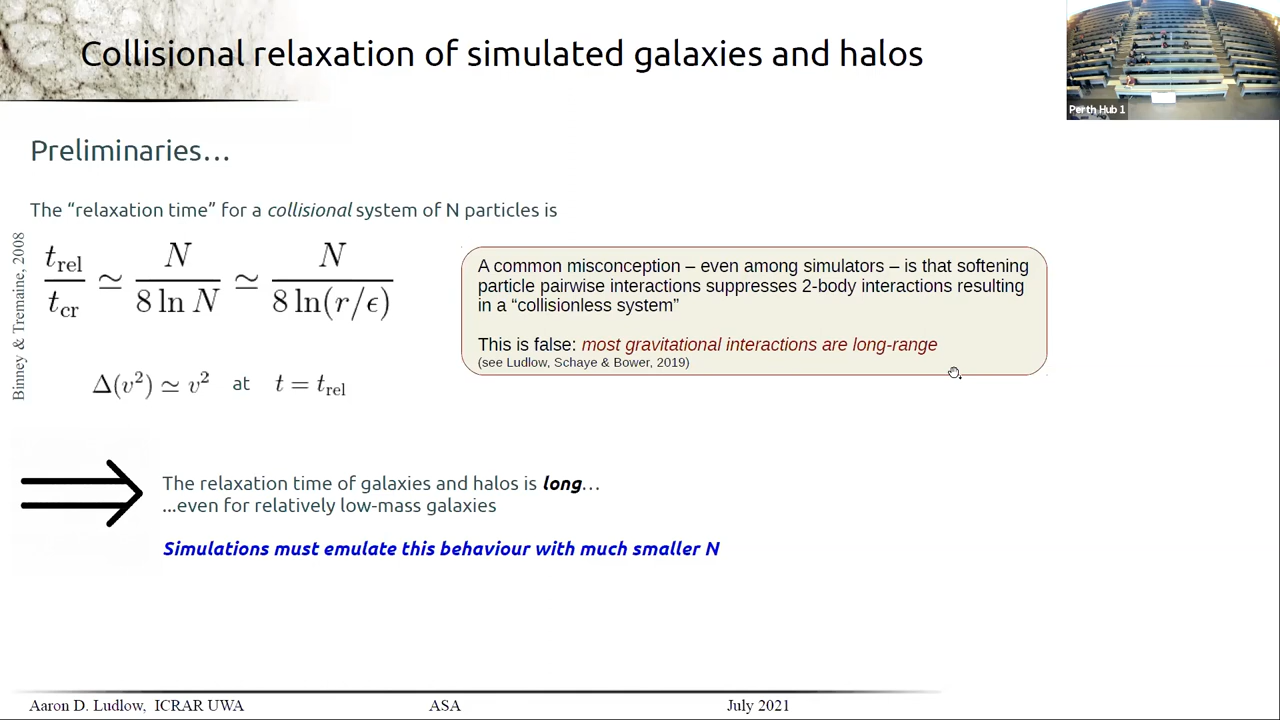 Collisional relaxation of simulated galaxies and halos
Perth Hub 1
Preliminaries...
The “relaxation time” for a collisional system of N particles is
Binney & Tremaine, 2008
t_rel/t_cr ≃ N/(8 ln N) ≃ N/(8 ln(r/ϵ))
Δ(v²) ≃ v² at t = t_rel
A common misconception – even among simulators – is that softening
particle pairwise interactions suppresses 2-body interactions resulting
in a “collisionless system”
This is false: most gravitational interactions are long-range
(see Ludlow, Schaye & Bower, 2019)
The relaxation time of galaxies and halos is long...
...even for relatively low-mass galaxies
Simulations must emulate this behaviour with much smaller N
Aaron D. Ludlow, ICRAR UWA
ASA
July 2021